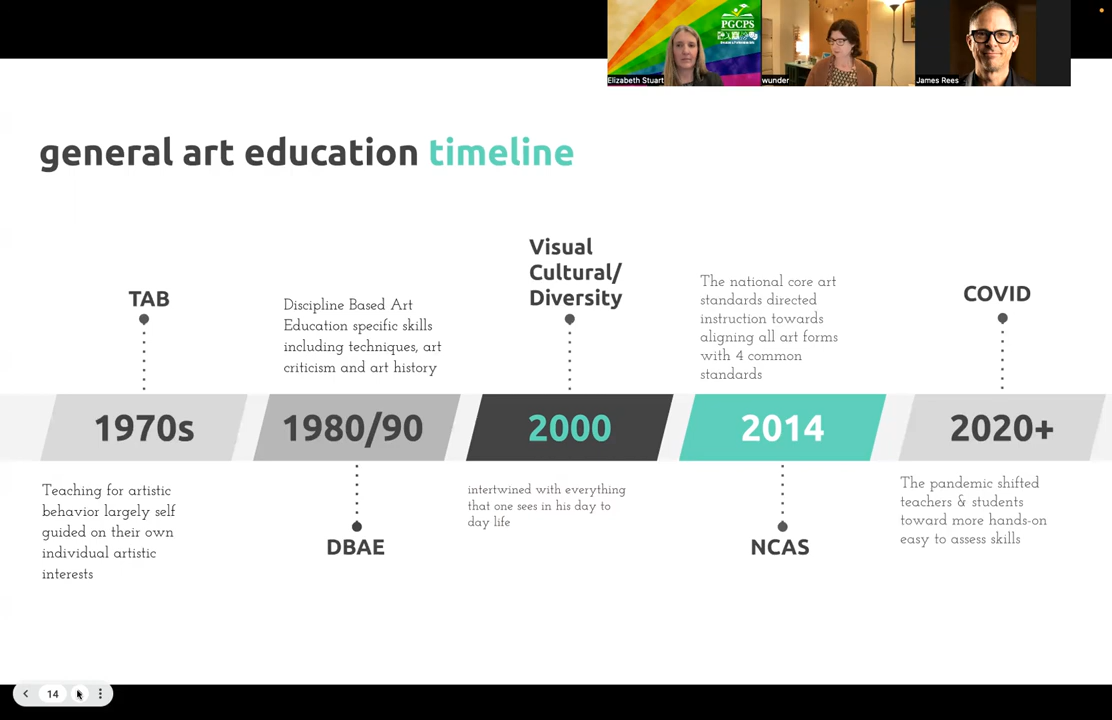 PGCPS
Elizabeth Stuart
wunder
James Rees
general art education timeline
TAB
1970s
Teaching for artistic
behavior largely self
guided on their own
individual artistic
interests
Discipline Based Art
Education specific skills
including techniques, art
criticism and art history
1980/90
DBAE
Visual
Cultural/
Diversity
2000
intertwined with everything
that one sees in his day to
day life
The national core art
standards directed
instruction towards
aligning all art forms
with 4 common
standards
2014
NCAS
COVID
2020+
The pandemic shifted
teachers & students
toward more hands-on
easy to assess skills
14